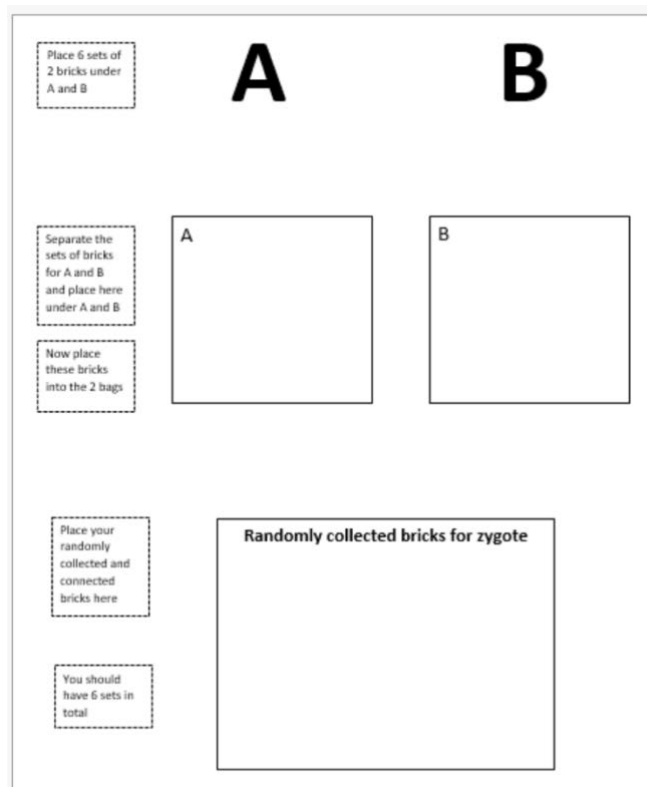 Place 6 sets of
2 bricks under
A and B
A
B
Separate the
sets of bricks
for A and B
and place here
under A and B
A
B
Now place
these bricks
into the 2 bags
Place your
randomly
collected and
connected
bricks here
Randomly collected bricks for zygote
You should
have 6 sets in
total